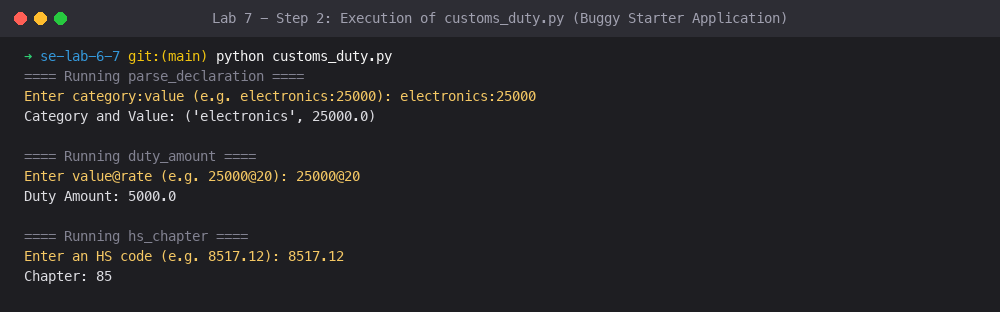 Lab 7 – Step 2: Execution of customs_duty.py (Buggy Starter Application)
→ se-lab-6-7 git:(main) python customs_duty.py
==== Running parse_declaration ====
Enter category:value (e.g. electronics:25000): electronics:25000
Category and Value: ('electronics', 25000.0)
==== Running duty_amount ====
Enter value@rate (e.g. 25000@20): 25000@20
Duty Amount: 5000.0
==== Running hs_chapter ====
Enter an HS code (e.g. 8517.12): 8517.12
Chapter: 85